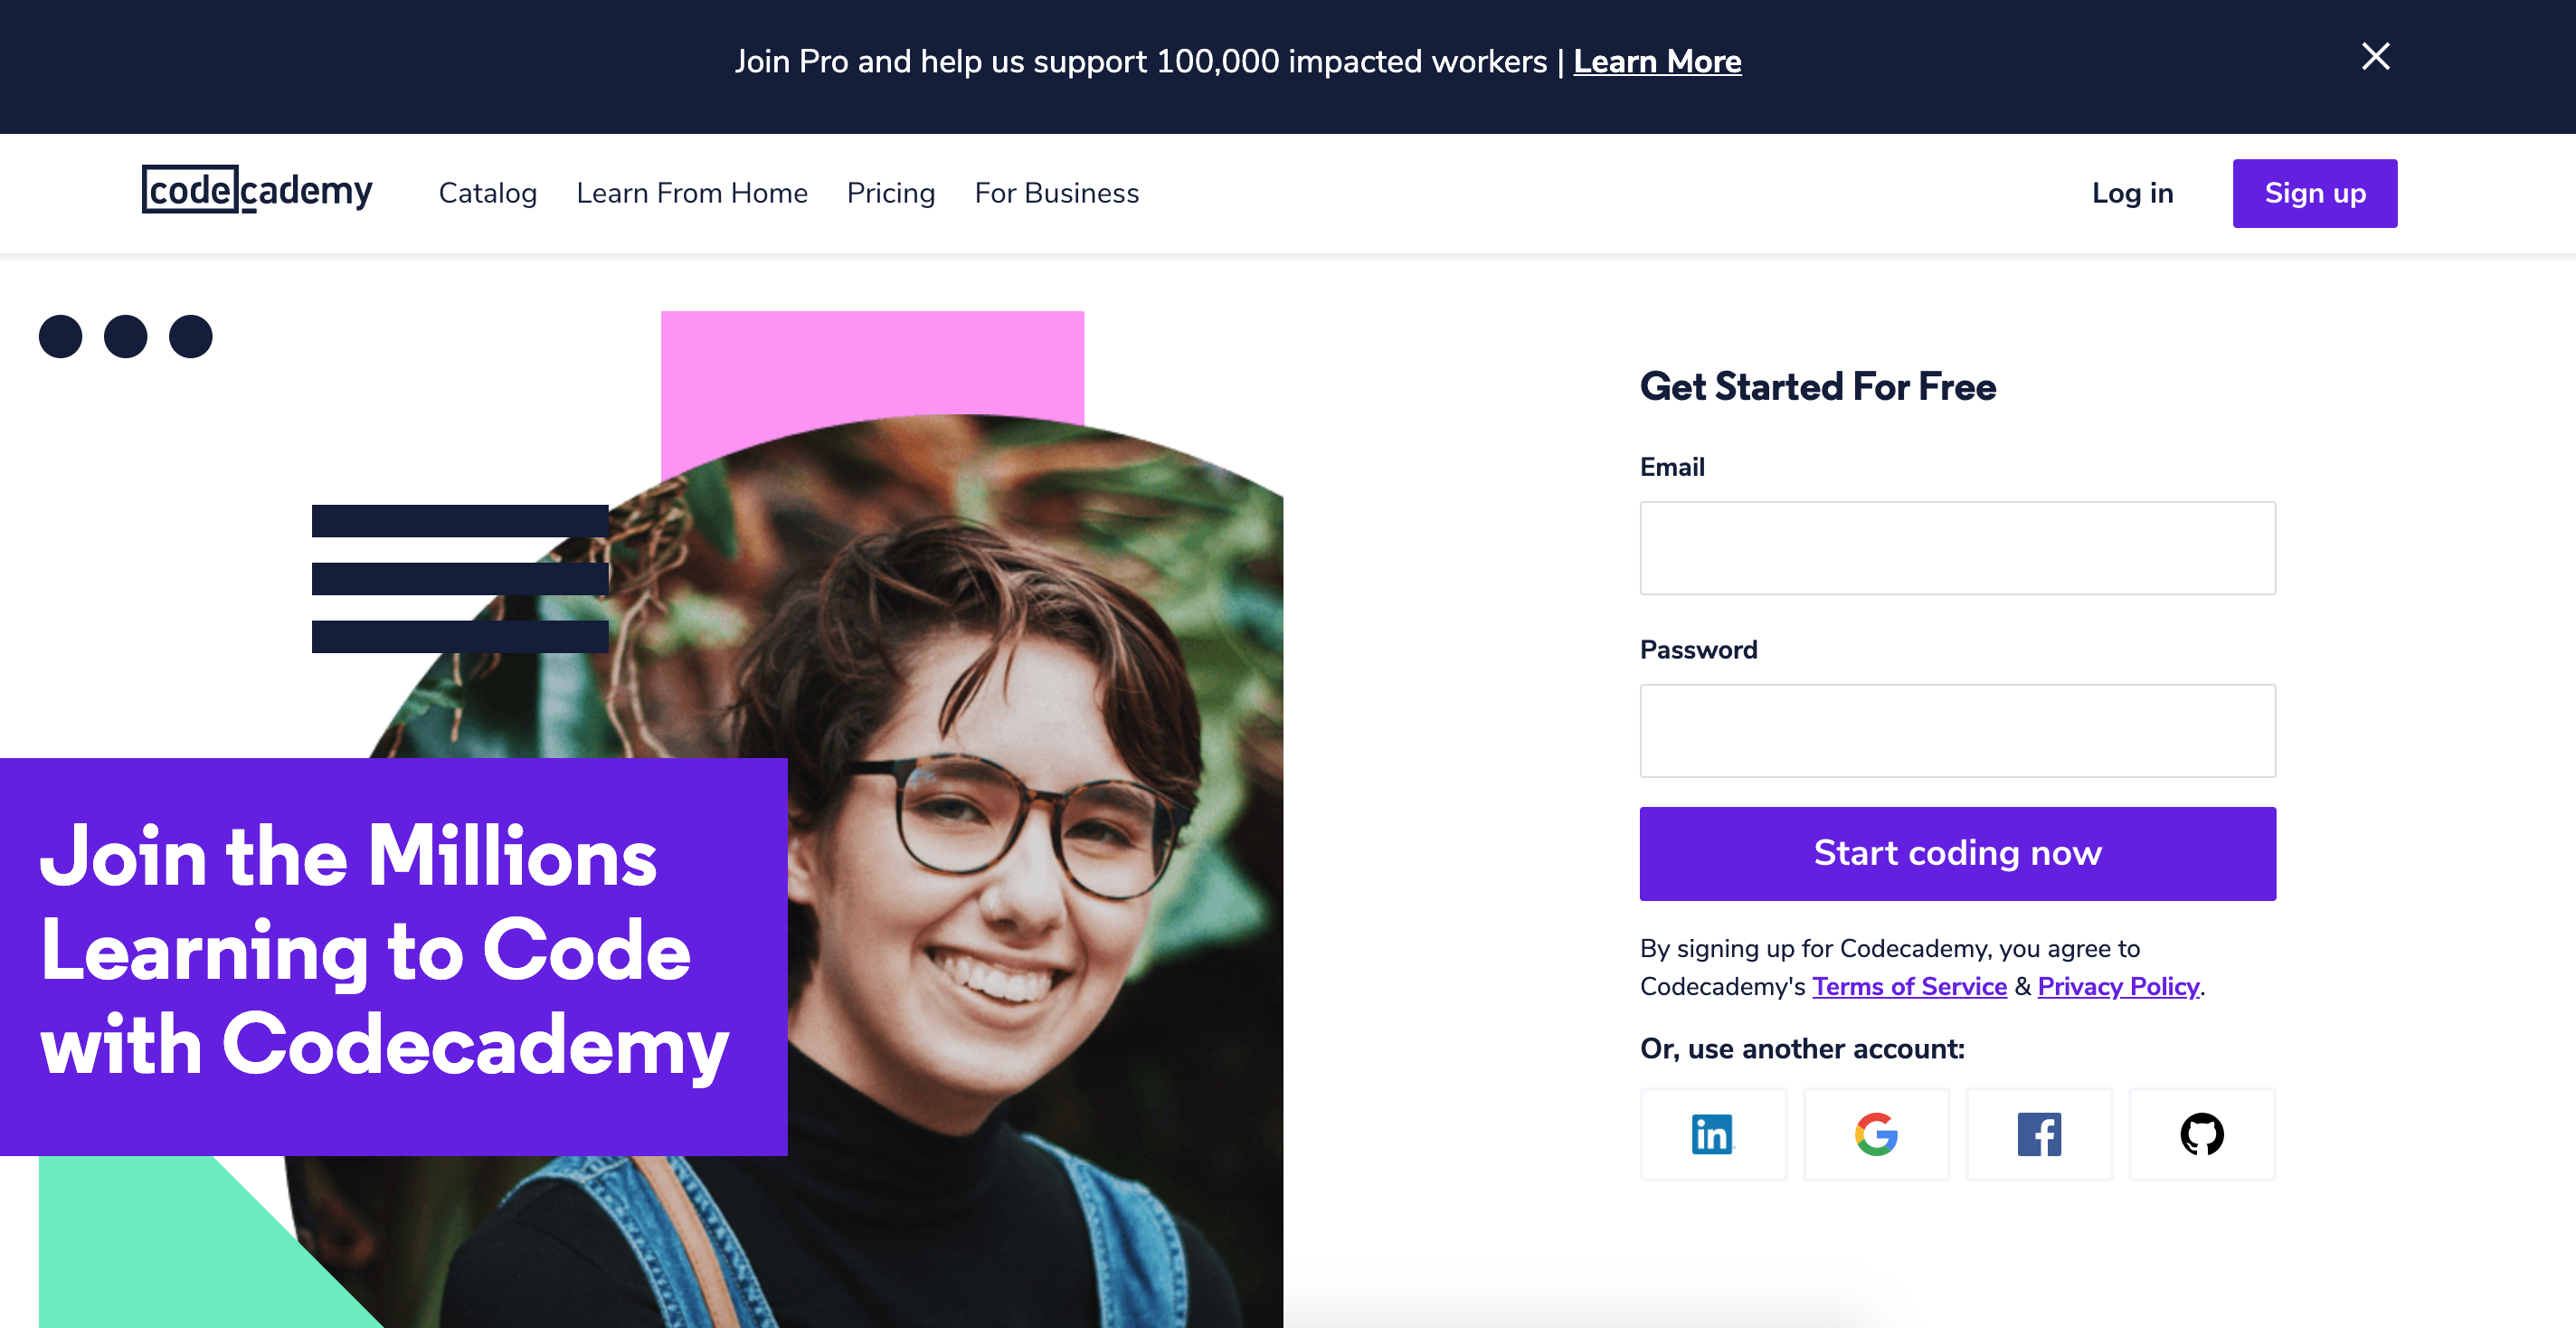 Join Pro and help us support 100,000 impacted workers | Learn More
codecademy
Catalog
Learn From Home
Pricing
For Business
Log in
Sign up
Join the Millions
Learning to Code
with Codecademy
Get Started For Free
Email
Password
Start coding now
By signing up for Codecademy, you agree to
Codecademy's Terms of Service & Privacy Policy.
Or, use another account:
in
G
f